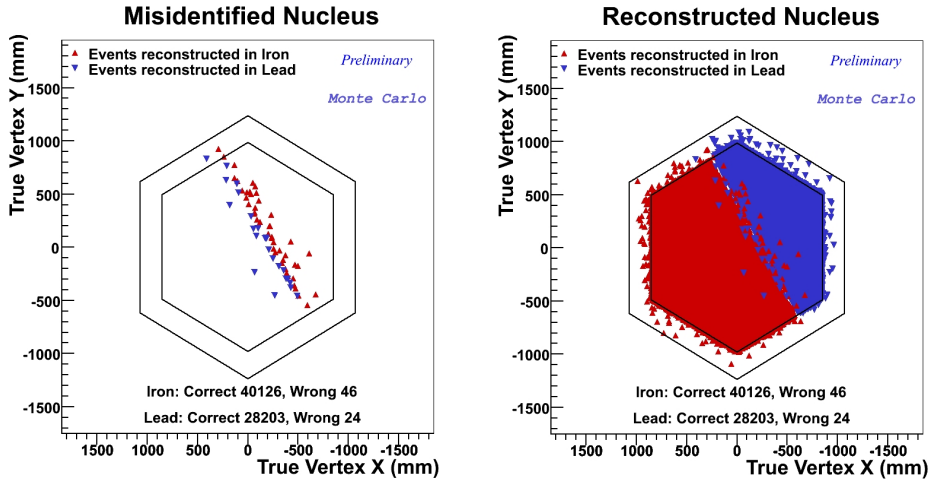 Misidentified Nucleus
Events reconstructed in Iron
Events reconstructed in Lead
Preliminary
Monte Carlo
True Vertex Y (mm)
1500
1000
500
0
-500
-1000
-1500
Iron: Correct 40126, Wrong 46
Lead: Correct 28203, Wrong 24
1500 1000 500 0 -500 -1000 -1500
True Vertex X (mm)
Reconstructed Nucleus
Events reconstructed in Iron
Events reconstructed in Lead
Preliminary
Monte Carlo
True Vertex Y (mm)
1500
1000
500
0
-500
-1000
-1500
Iron: Correct 40126, Wrong 46
Lead: Correct 28203, Wrong 24
1500 1000 500 0 -500 -1000 -1500
True Vertex X (mm)